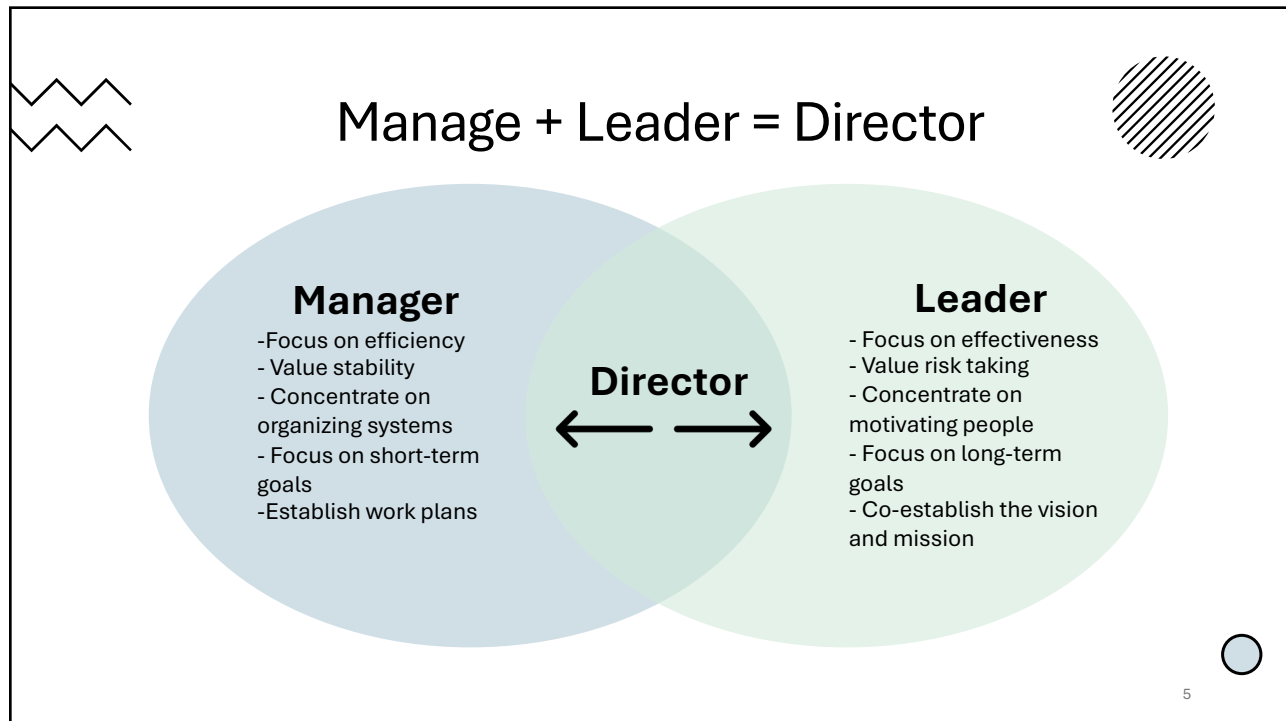 Manage + Leader = Director
Manager
-Focus on efficiency
- Value stability
- Concentrate on
organizing systems
- Focus on short-term
goals
-Establish work plans
Director
Leader
- Focus on effectiveness
- Value risk taking
- Concentrate on
motivating people
- Focus on long-term
goals
- Co-establish the vision
and mission
5